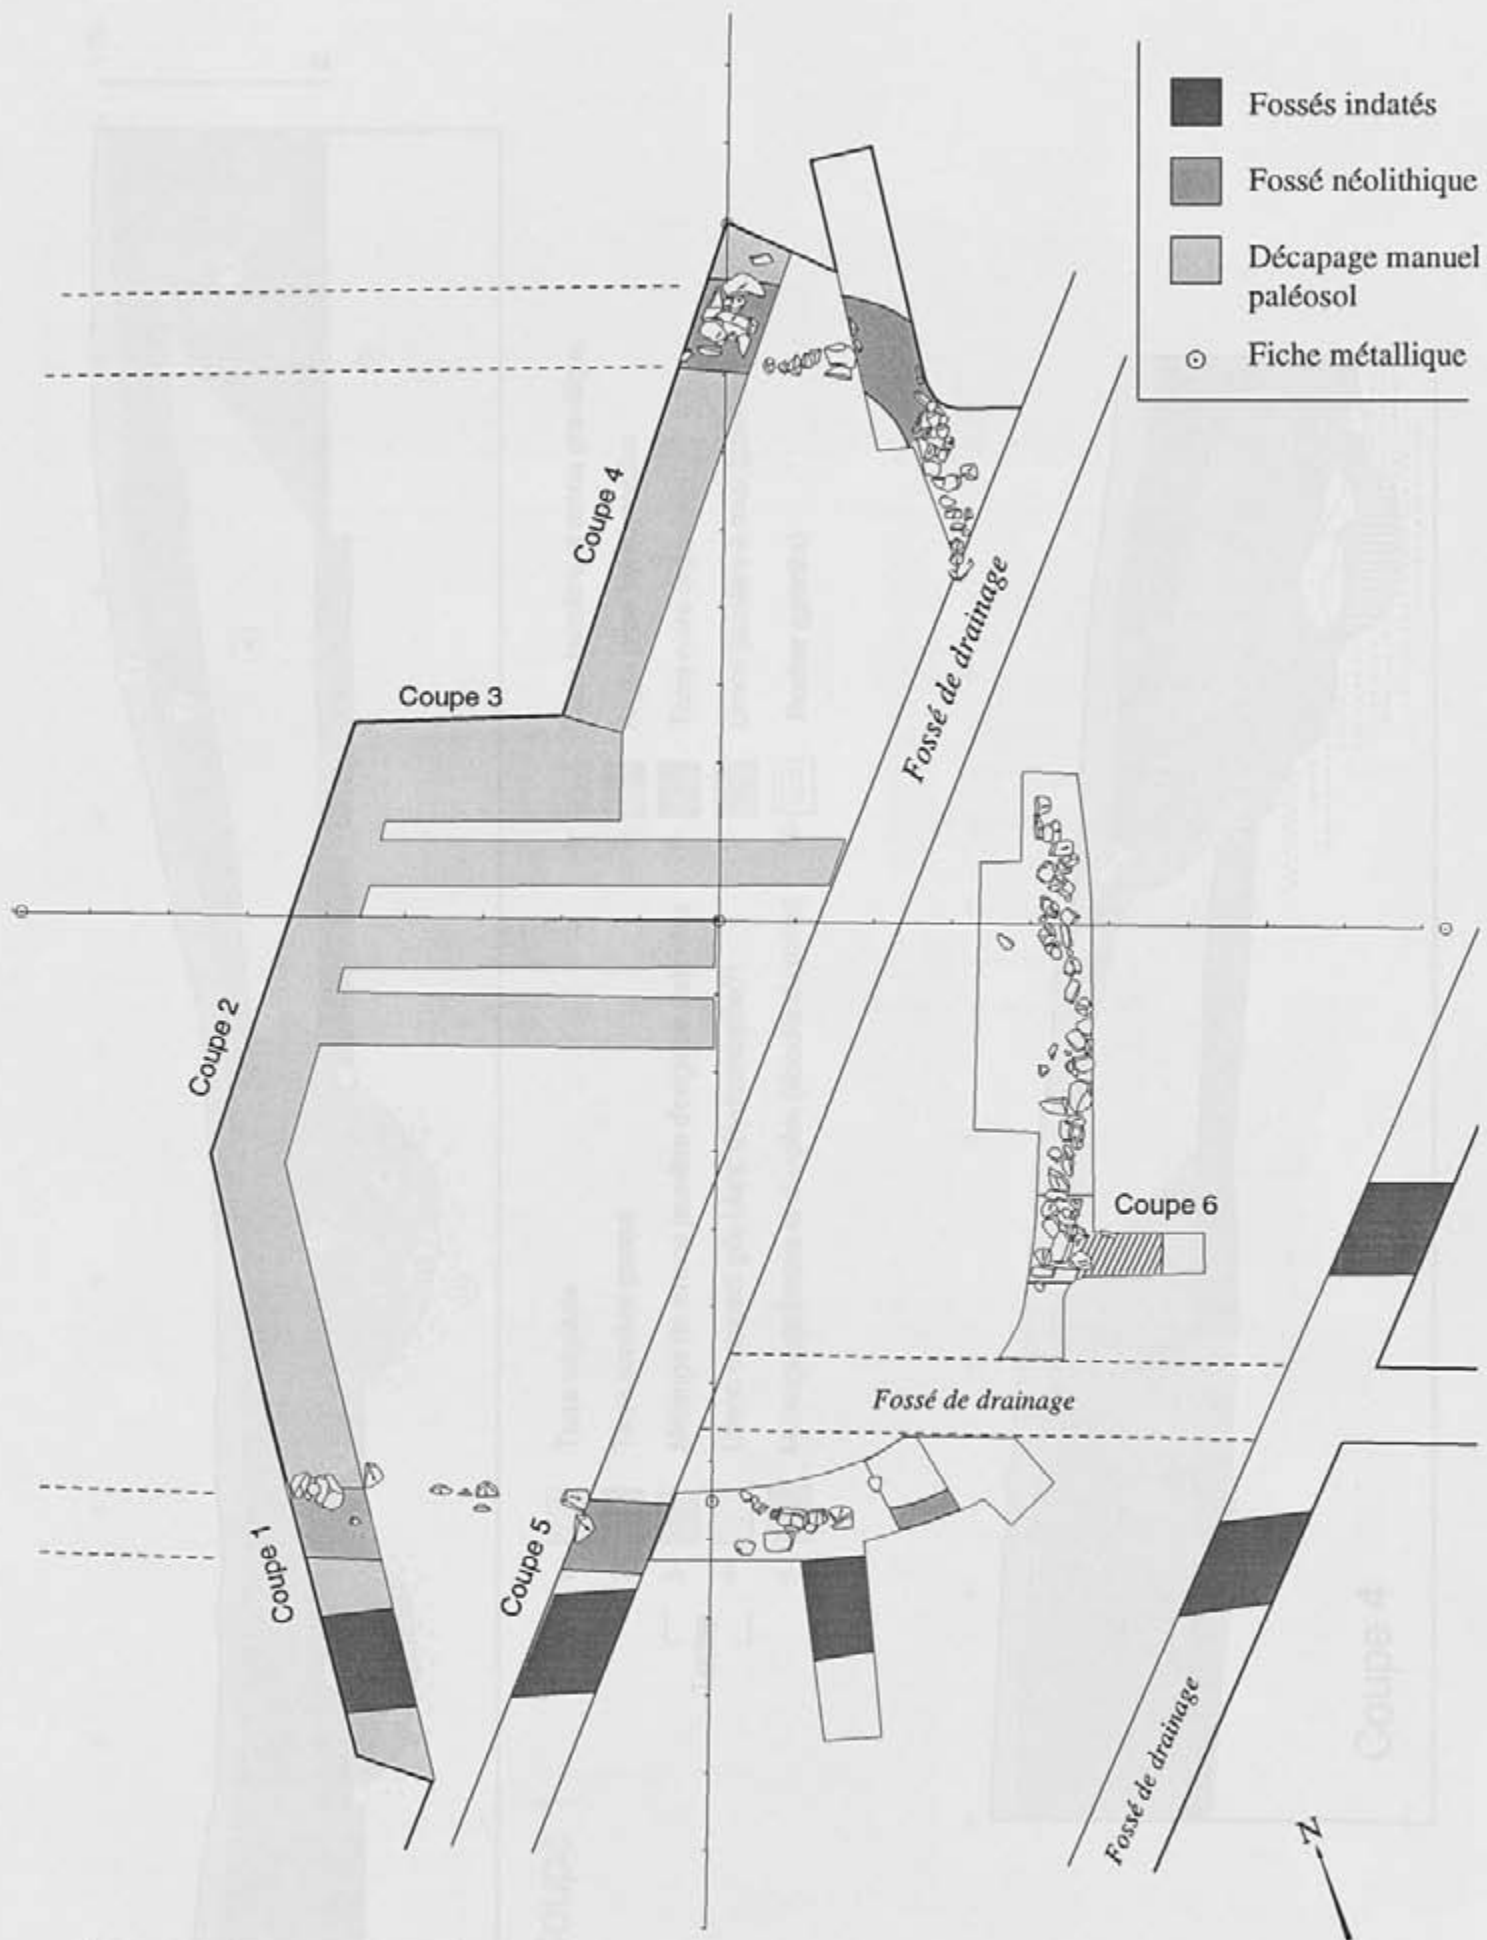 Fossés indatés
Fossé néolithique
Décapage manuel
paléosol
Fiche métallique
Coupe 4
Coupe 3
Fossé de drainage
Coupe 2
Coupe 6
Fossé de drainage
Coupe 5
Coupe 1
Fossé de drainage
N